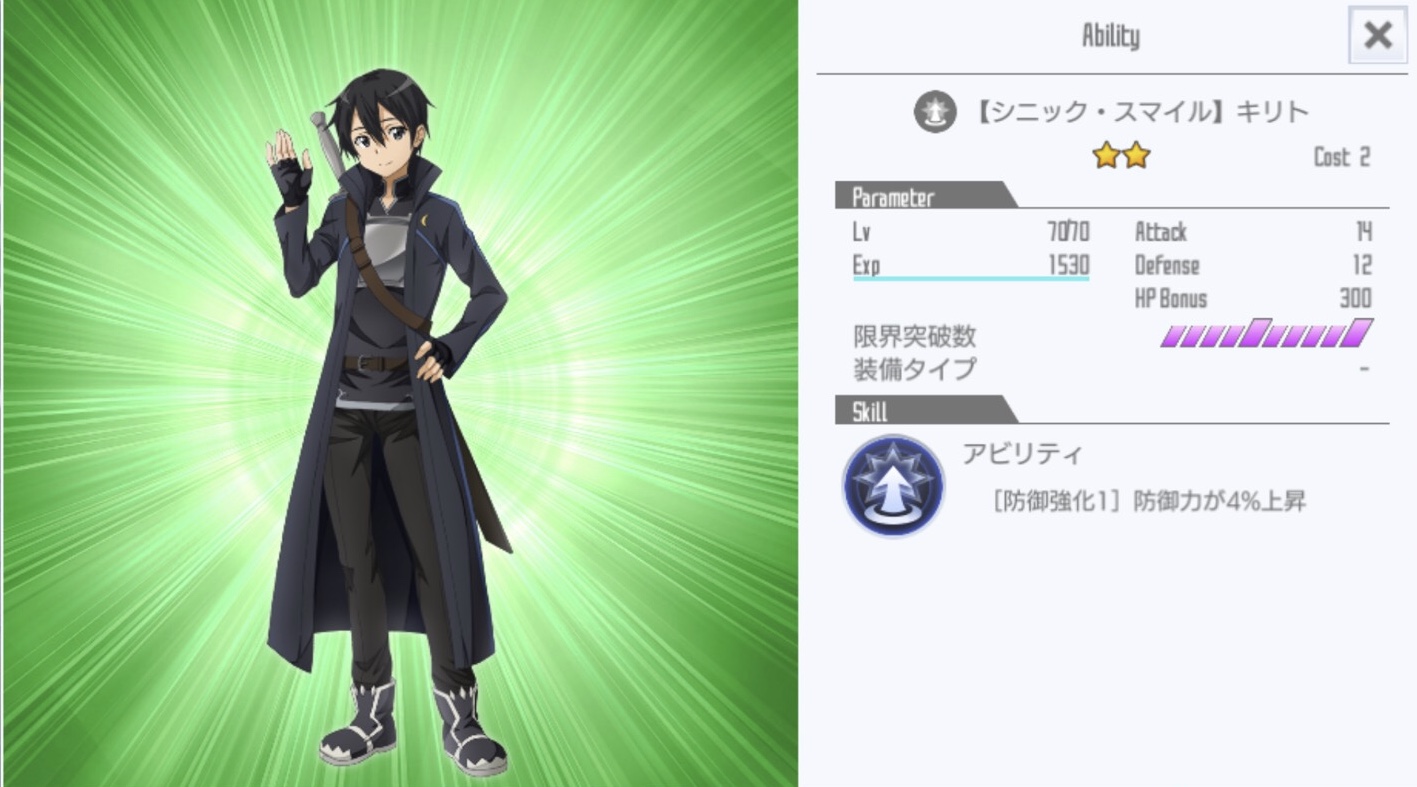 Ability
【シニック・スマイル】キリト
Cost 2
Parameter
Lv 70/70
Attack 14
Exp 1530
Defense 12
HP Bonus 300
限界突破数
装備タイプ -
Skill
アビリティ
［防御強化1］防御力が4%上昇